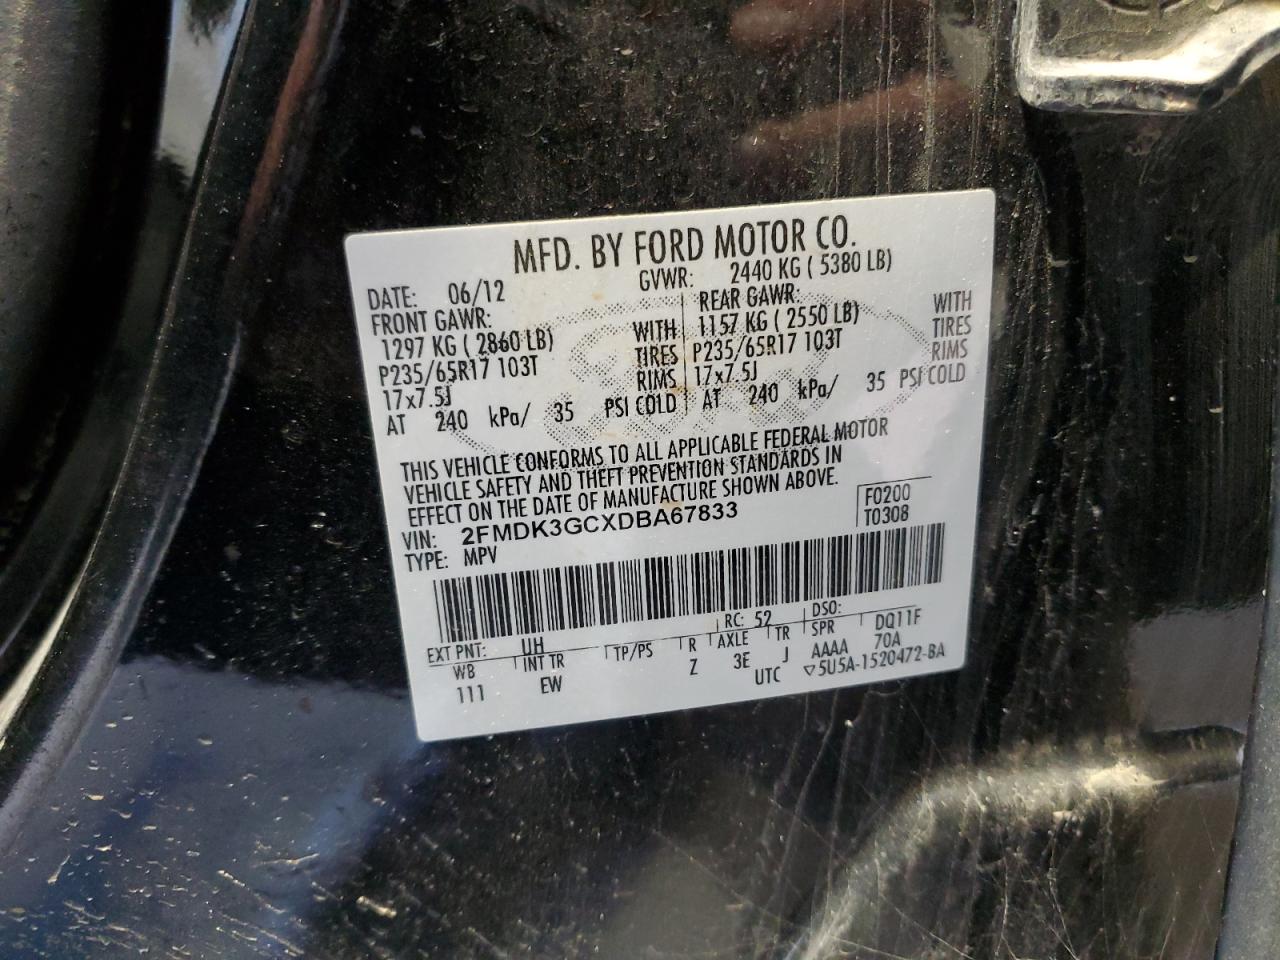 MFD. BY FORD MOTOR CO.
DATE: 06/12 GVWR: 2440 KG ( 5380 LB)
FRONT GAWR: REAR GAWR:
1297 KG ( 2860 LB) WITH 1157 KG ( 2550 LB) WITH
P235/65R17 103T TIRES P235/65R17 103T TIRES
17x7.5J RIMS 17x7.5J RIMS
AT 240 kPa/ 35 PSI COLD AT 240 kPa/ 35 PSI COLD
THIS VEHICLE CONFORMS TO ALL APPLICABLE FEDERAL MOTOR
VEHICLE SAFETY AND THEFT PREVENTION STANDARDS IN
EFFECT ON THE DATE OF MANUFACTURE SHOWN ABOVE.
VIN: 2FMDK3GCXDBA67833 F0200
TYPE: MPV T0308
EXT PNT: UH RC: 52 DSO:
WB INT TR TP/PS R AXLE TR SPR DQ11F
111 EW Z 3E J AAAA 70A
UTC ▽5U5A-1520472-BA